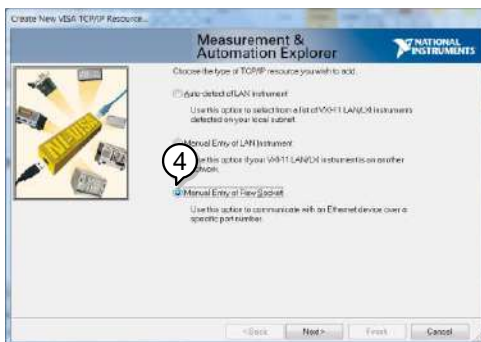 Create New VISA TCP/IP Resource...
Measurement &
Automation Explorer
NATIONAL
INSTRUMENTS
Choose the type of TCP/IP resource you wish to add.
Auto-detect of LAN Instrument
Use this option to select from a list of VXI-11 LAN/LXI instruments
detected on your local subnet.
Manual Entry of LAN Instrument
this option if your VXI-11 LAN/LXI instrument is on another
network.
4
Manual Entry of Raw Socket
Use this option to communicate with an Ethernet device over a
specific port number.
NI-VISA
<Back Next> Finish Cancel